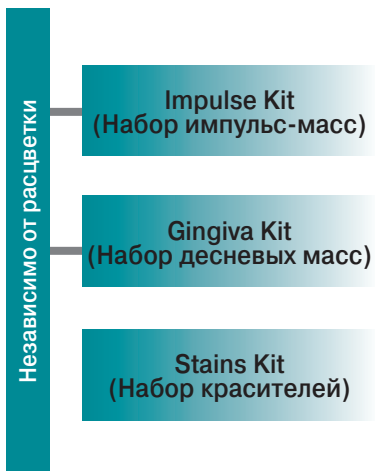 Независимо от расцветки
Impulse Kit
(Набор импульс-масс)
Gingiva Kit
(Набор десневых масс)
Stains Kit
(Набор красителей)